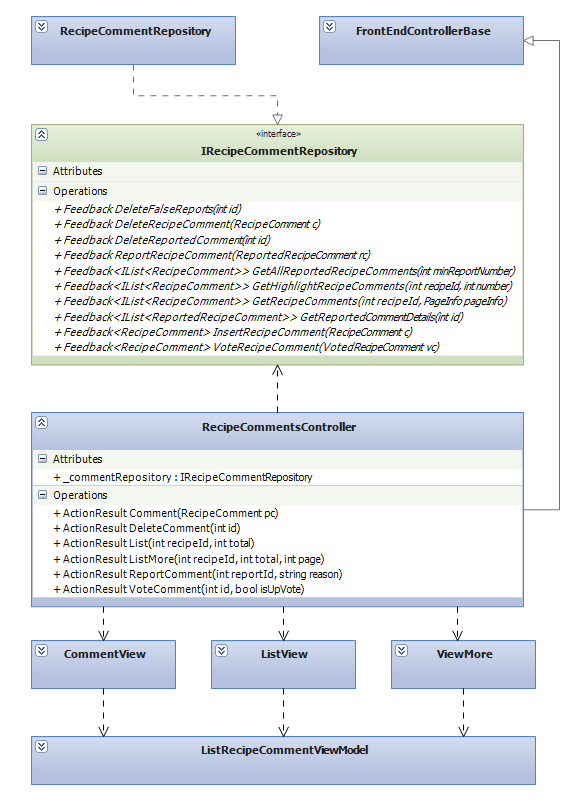 RecipeCommentRepository
FrontEndControllerBase
«interface»
IRecipeCommentRepository
Attributes
Operations
+ Feedback DeleteFalseReports(int id)
+ Feedback DeleteRecipeComment(RecipeComment c)
+ Feedback DeleteReportedComment(int id)
+ Feedback ReportRecipeComment(ReportedRecipeComment rc)
+ Feedback<IList<RecipeComment>> GetAllReportedRecipeComments(int minReportNumber)
+ Feedback<IList<RecipeComment>> GetHighlightRecipeComments(int recipeId, int number)
+ Feedback<IList<RecipeComment>> GetRecipeComments(int recipeId, PageInfo pageInfo)
+ Feedback<IList<ReportedRecipeComment>> GetReportedCommentDetails(int id)
+ Feedback<RecipeComment> InsertRecipeComment(RecipeComment c)
+ Feedback<RecipeComment> VoteRecipeComment(VotedRecipeComment vc)
RecipeCommentsController
Attributes
+ _commentRepository : IRecipeCommentRepository
Operations
+ ActionResult Comment(RecipeComment pc)
+ ActionResult DeleteComment(int id)
+ ActionResult List(int recipeId, int total)
+ ActionResult ListMore(int recipeId, int total, int page)
+ ActionResult ReportComment(int reportId, string reason)
+ ActionResult VoteComment(int id, bool isUpVote)
CommentView
ListView
ViewMore
ListRecipeCommentViewModel